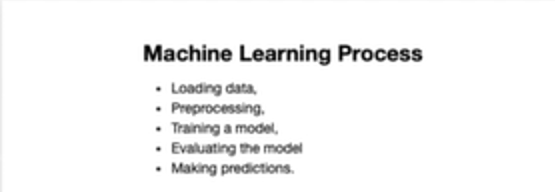 Machine Learning Process
• Loading data,
• Preprocessing,
• Training a model,
• Evaluating the model
• Making predictions.